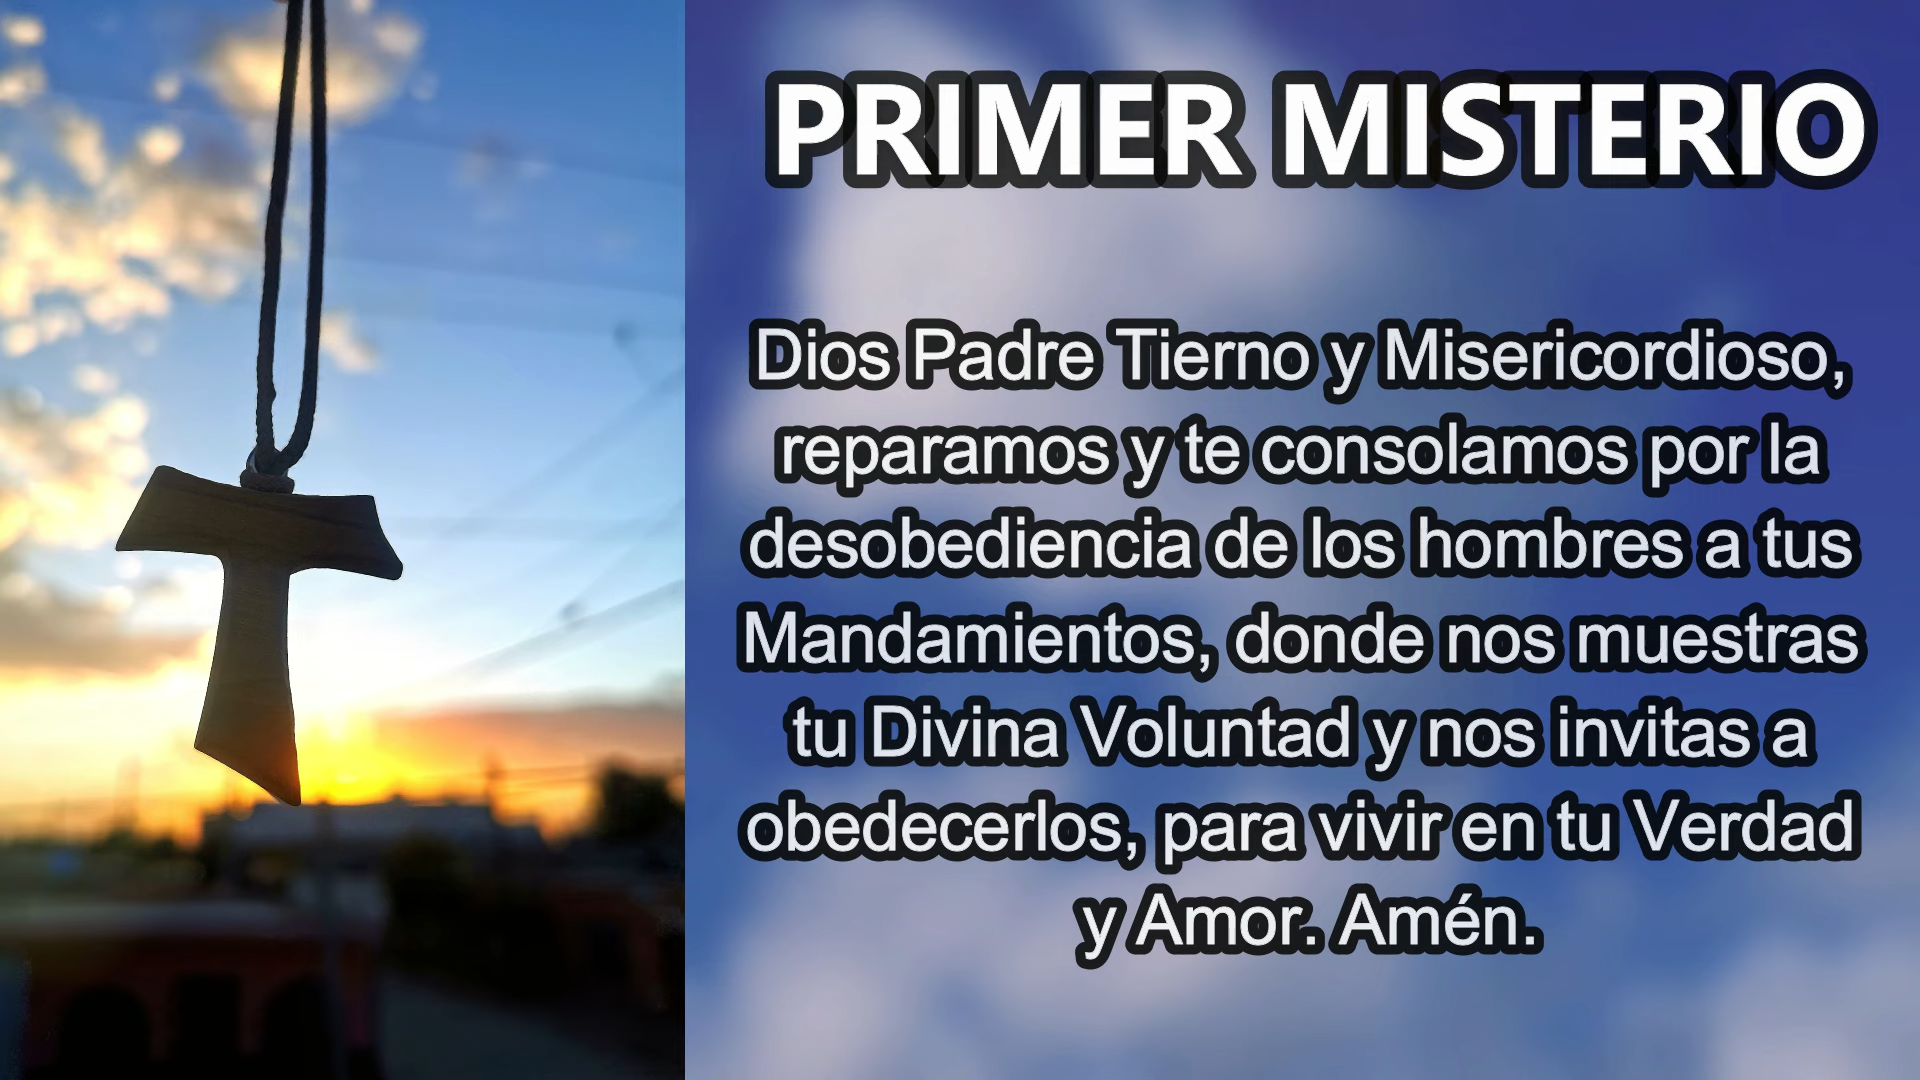 PRIMER MISTERIO
Dios Padre Tierno y Misericordioso,
reparamos y te consolamos por la
desobediencia de los hombres a tus
Mandamientos, donde nos muestras
tu Divina Voluntad y nos invitas a
obedecerlos, para vivir en tu Verdad
y Amor. Amén.